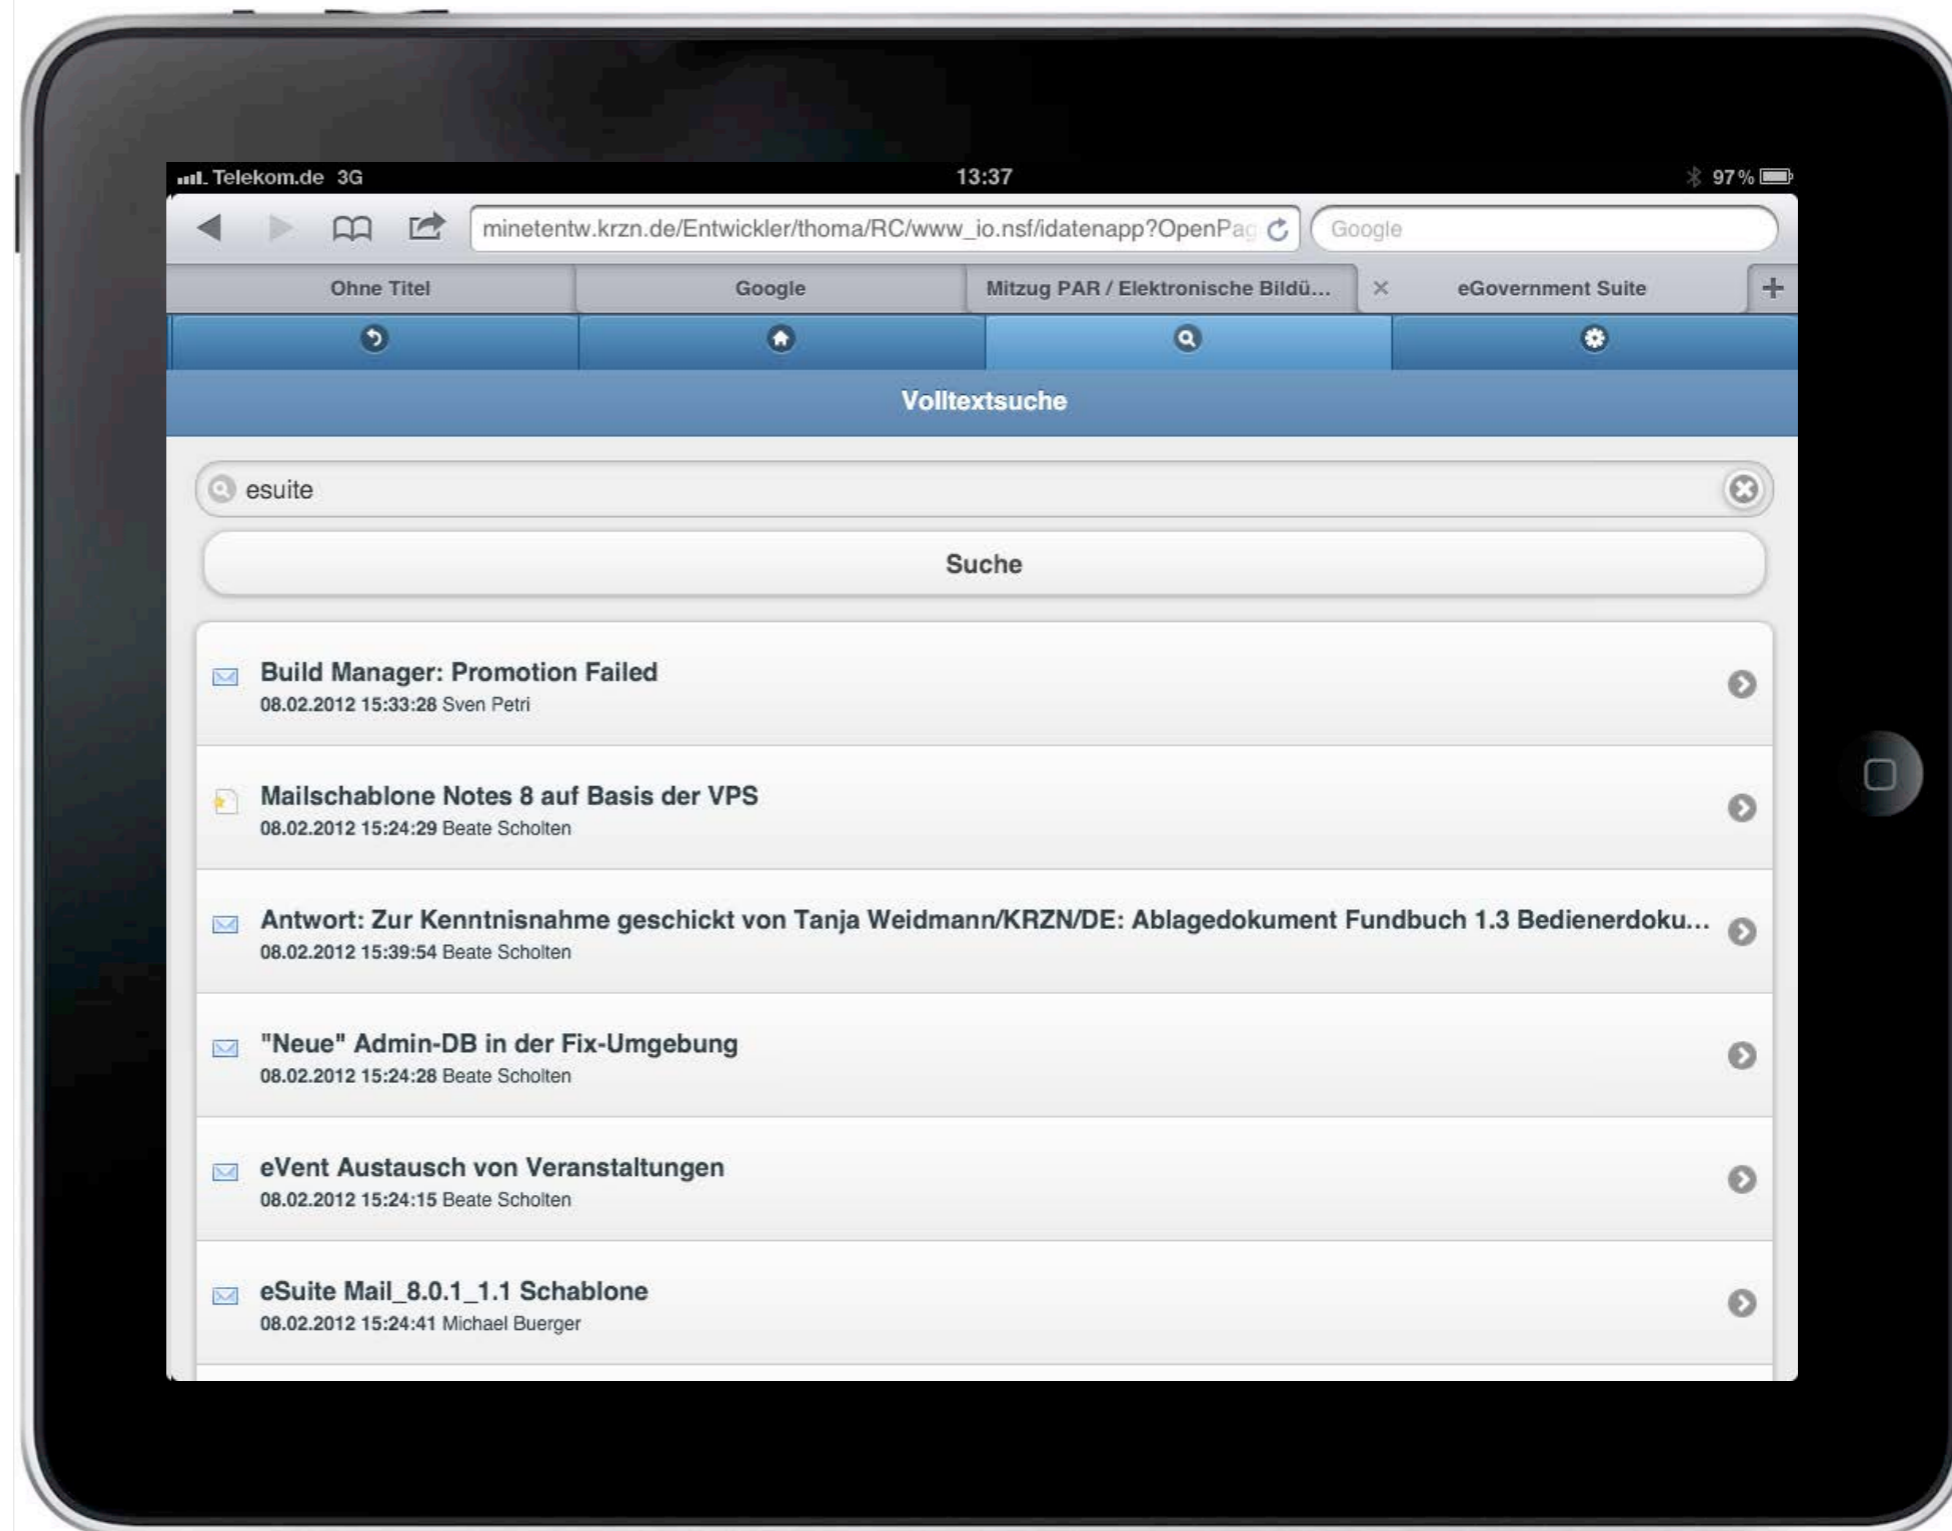 Telekom.de 3G
13:37
97%
minetentw.krzn.de/Entwickler/thoma/RC/www_io.nsf/idatenapp?OpenPag
Google
Ohne Titel
Google
Mitzug PAR / Elektronische Bildü...
eGovernment Suite
Volltextsuche
esuite
Suche
Build Manager: Promotion Failed
08.02.2012 15:33:28 Sven Petri
Mailschablone Notes 8 auf Basis der VPS
08.02.2012 15:24:29 Beate Scholten
Antwort: Zur Kenntnisnahme geschickt von Tanja Weidmann/KRZN/DE: Ablagedokument Fundbuch 1.3 Bedienerdoku...
08.02.2012 15:39:54 Beate Scholten
"Neue" Admin-DB in der Fix-Umgebung
08.02.2012 15:24:28 Beate Scholten
eVent Austausch von Veranstaltungen
08.02.2012 15:24:15 Beate Scholten
eSuite Mail_8.0.1_1.1 Schablone
08.02.2012 15:24:41 Michael Buerger